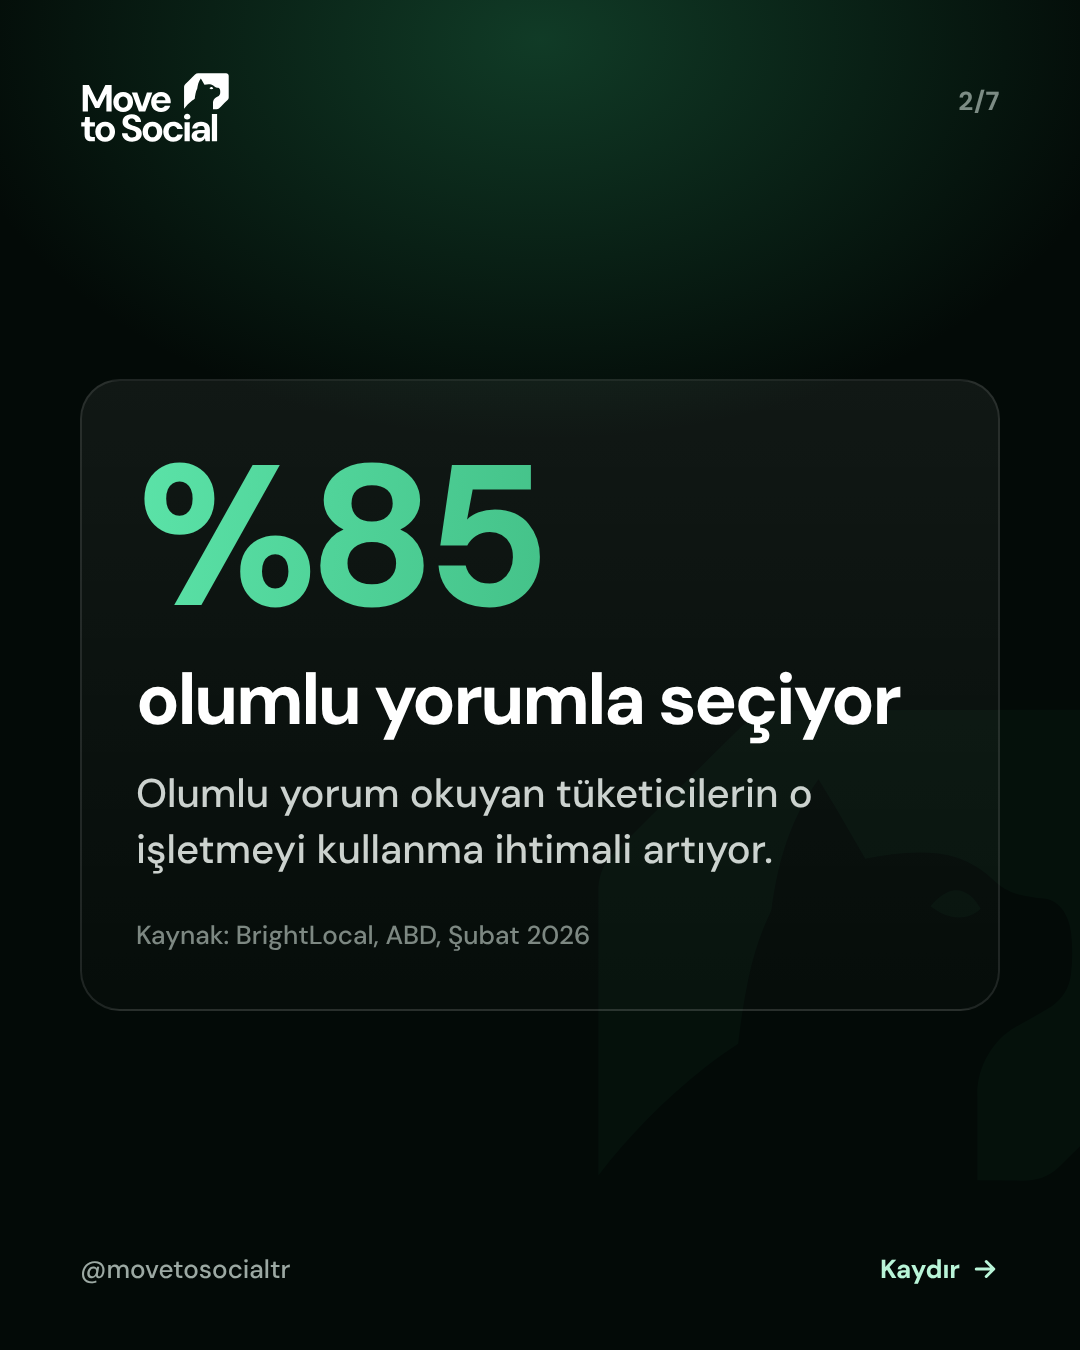 Move
to Social
2/7
%85
olumlu yorumla seçiyor
Olumlu yorum okuyan tüketicilerin o
işletmeyi kullanma ihtimali artıyor.
Kaynak: BrightLocal, ABD, Şubat 2026
@movetosocialtr
Kaydır →